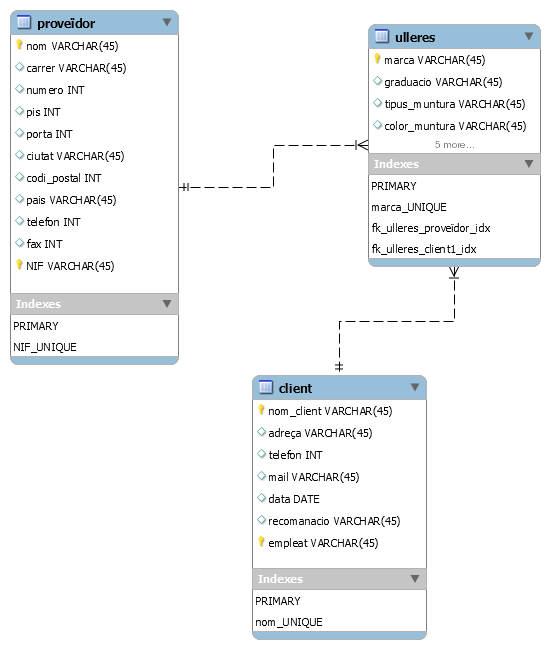 proveïdor
nom VARCHAR(45)
carrer VARCHAR(45)
numero INT
pis INT
porta INT
ciutat VARCHAR(45)
codi_postal INT
pais VARCHAR(45)
telefon INT
fax INT
NIF VARCHAR(45)
Indexes
PRIMARY
NIF_UNIQUE
ulleres
marca VARCHAR(45)
graduacio VARCHAR(45)
tipus_muntura VARCHAR(45)
color_muntura VARCHAR(45)
5 more...
Indexes
PRIMARY
marca_UNIQUE
fk_ulleres_proveïdor_idx
fk_ulleres_client1_idx
client
nom_client VARCHAR(45)
adreça VARCHAR(45)
telefon INT
mail VARCHAR(45)
data DATE
recomanacio VARCHAR(45)
empleat VARCHAR(45)
Indexes
PRIMARY
nom_UNIQUE